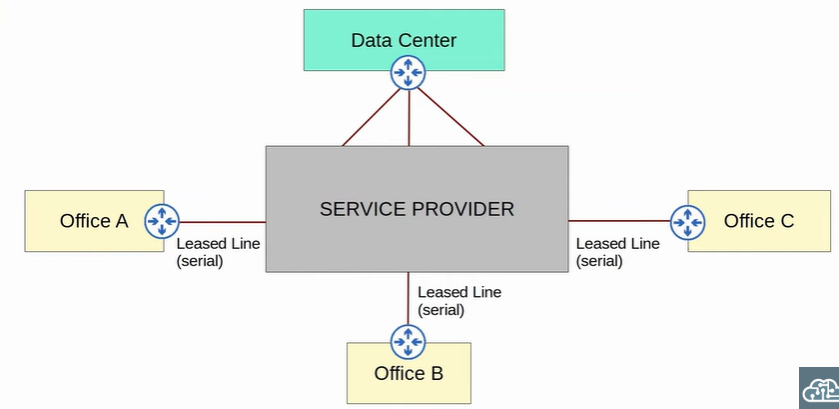 Data Center
SERVICE PROVIDER
Office A
Leased Line
(serial)
Office C
Leased Line
(serial)
Leased Line
(serial)
Office B